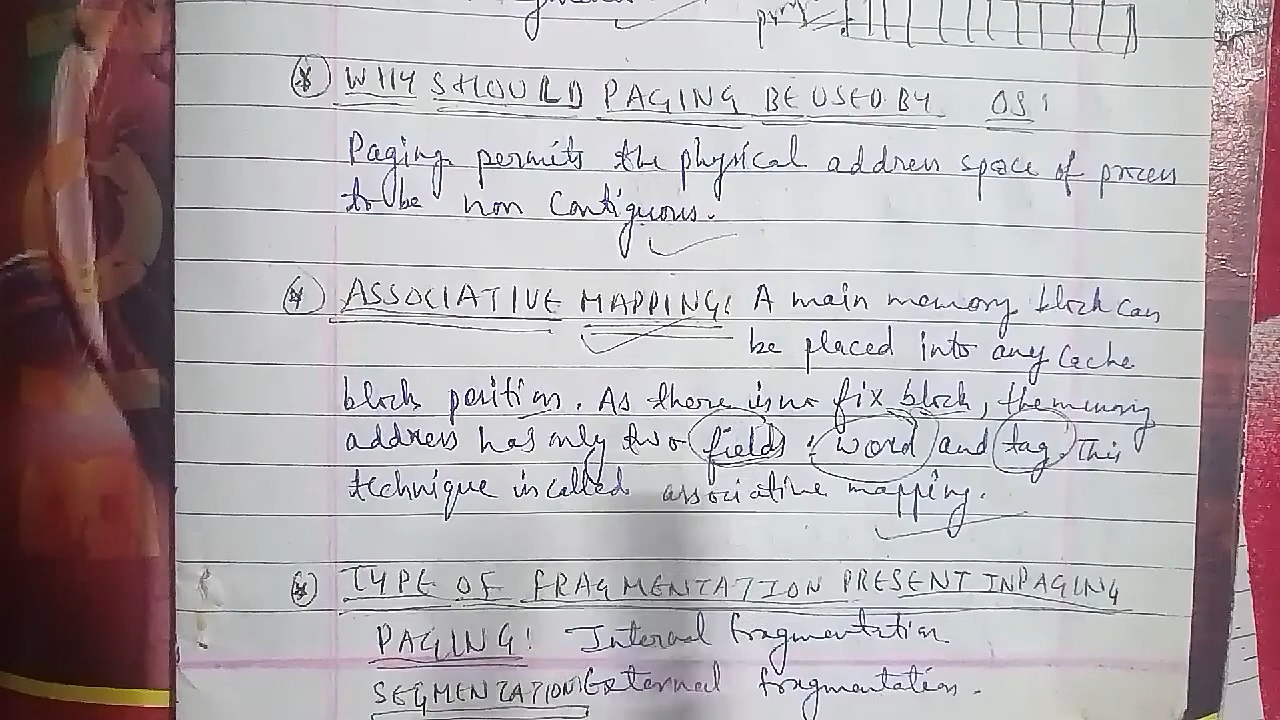 WHY SHOULD PAGING BE USED BY OS:
Paging permits the physical address space of process
to be non contiguous.
ASSOCIATIVE MAPPING: A main memory block can
be placed into any cache
block position. As there is no fix block, the memory
address has only two fields : word and tag. This
technique is called associative mapping.
TYPE OF FRAGMENTATION PRESENT IN PAGING
PAGING: Internal fragmentation
SEGMENTATION: External fragmentation.